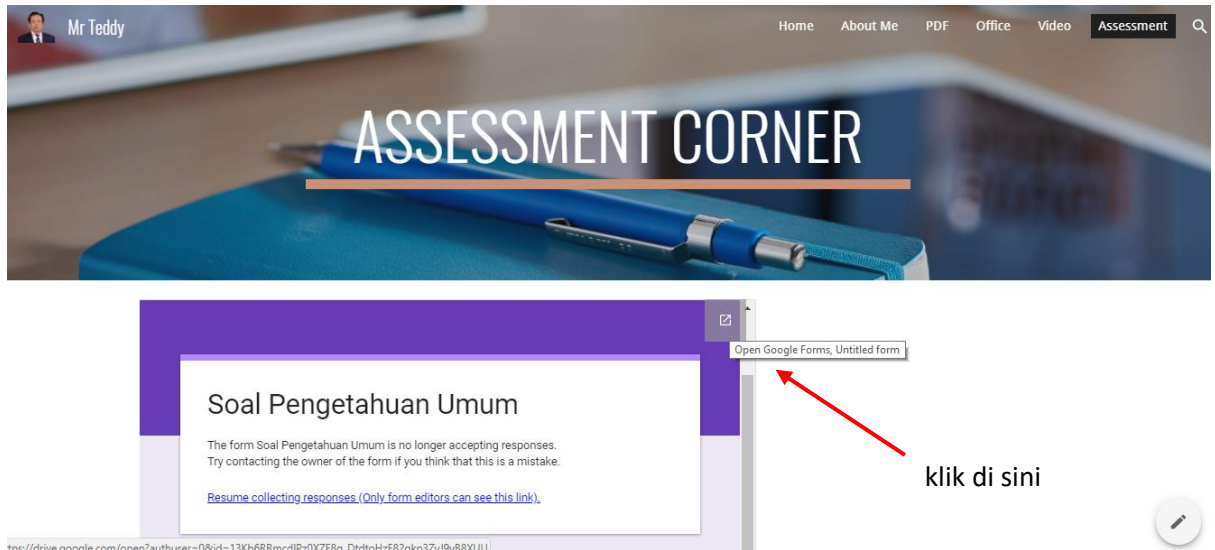 Mr Teddy
Home About Me PDF Office Video Assessment
ASSESSMENT CORNER
Open Google Forms, Untitled form
Soal Pengetahuan Umum
The form Soal Pengetahuan Umum is no longer accepting responses.
Try contacting the owner of the form if you think that this is a mistake.
Resume collecting responses (Only form editors can see this link).
klik di sini